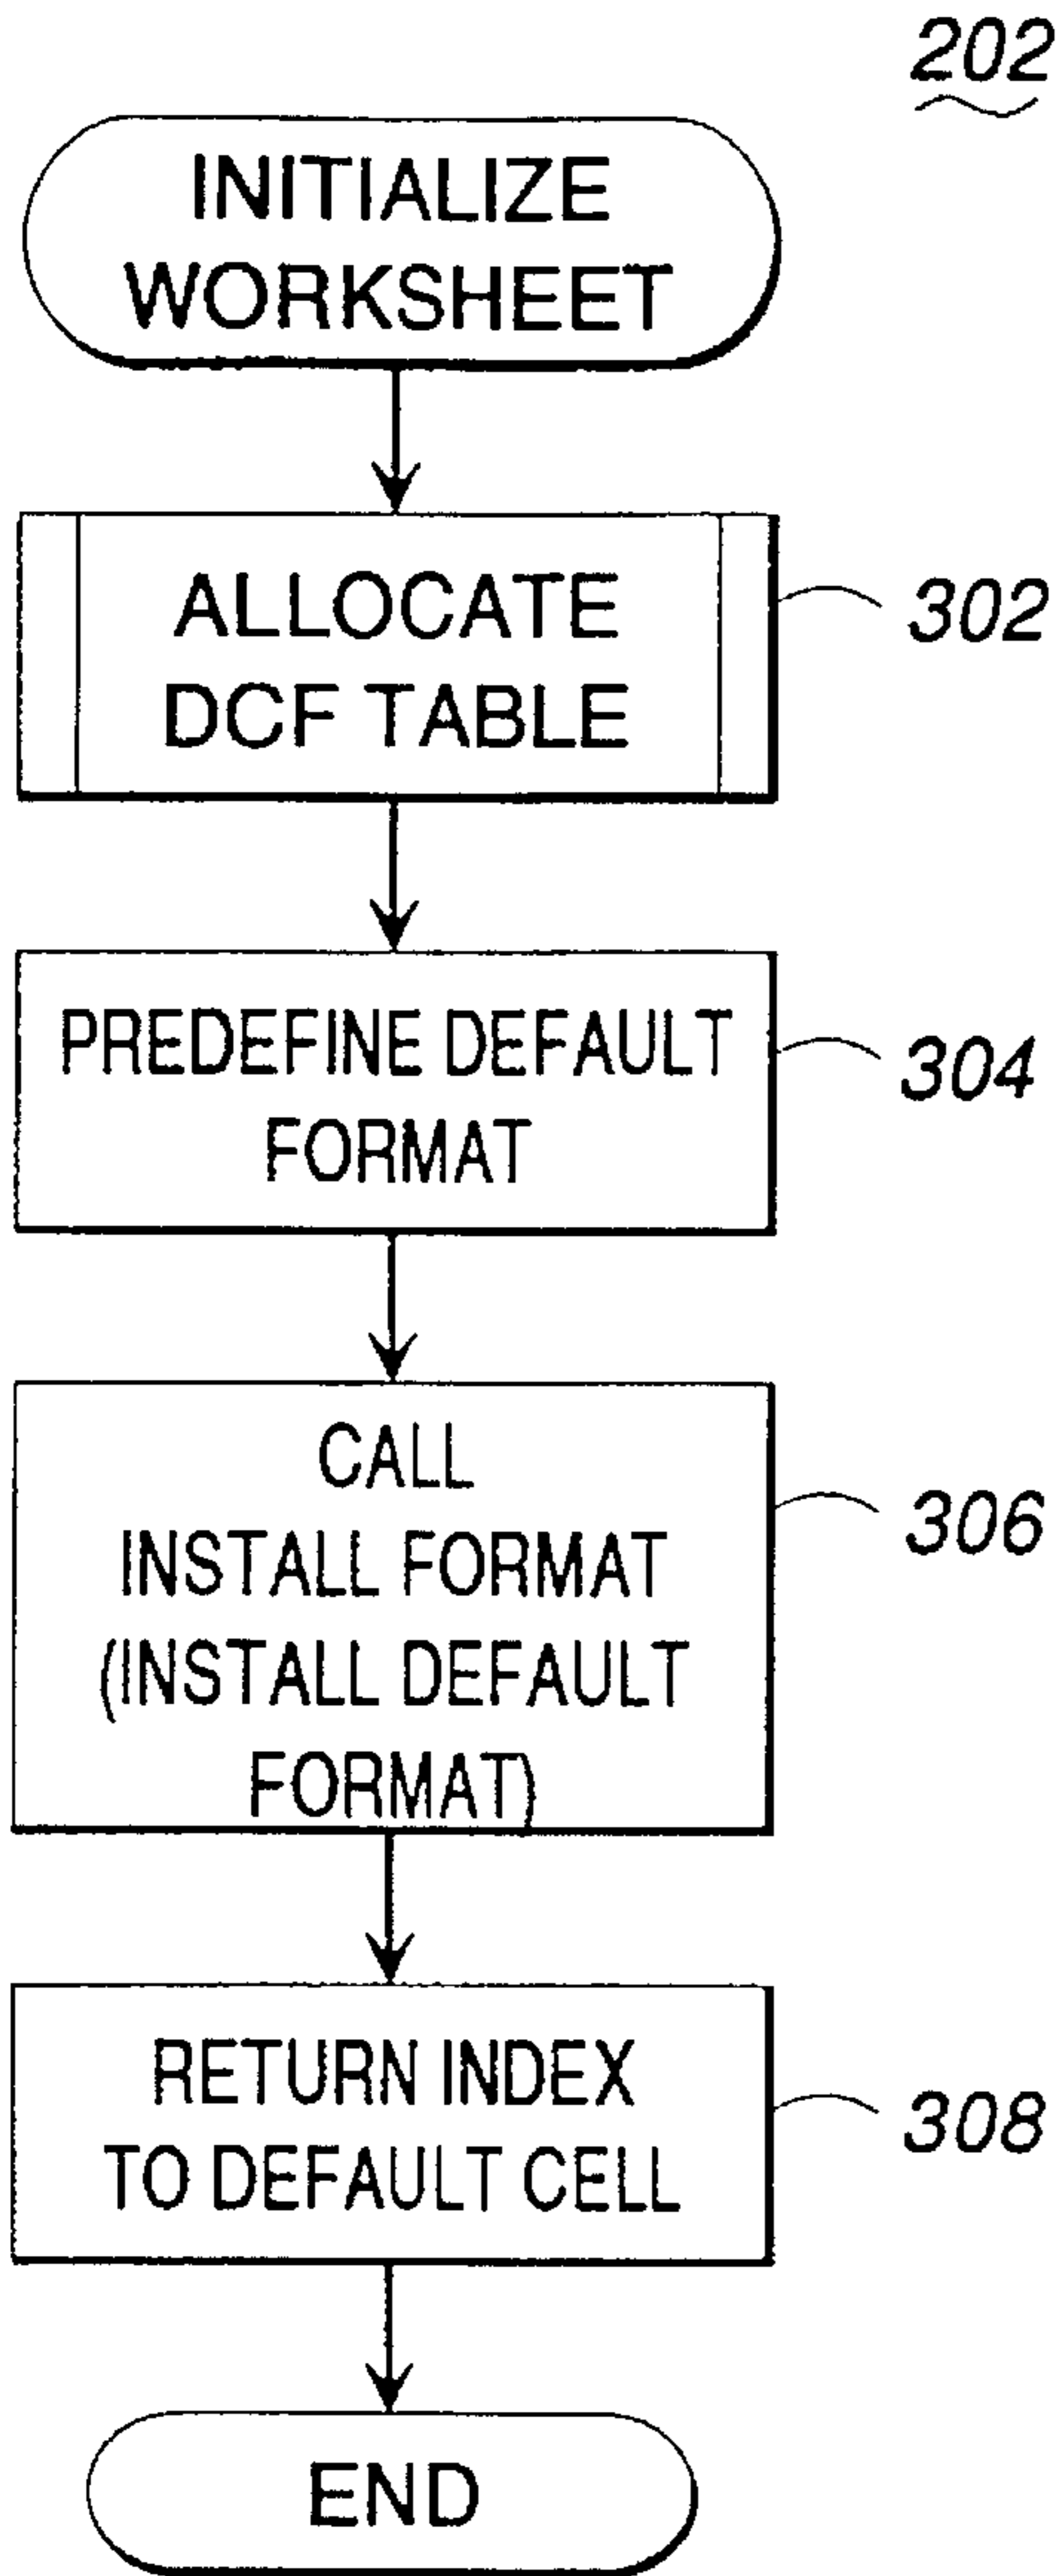 202
INITIALIZE
WORKSHEET
ALLOCATE
DCF TABLE
302
PREDEFINE DEFAULT
FORMAT
304
CALL
INSTALL FORMAT
(INSTALL DEFAULT
FORMAT)
306
RETURN INDEX
TO DEFAULT CELL
308
END